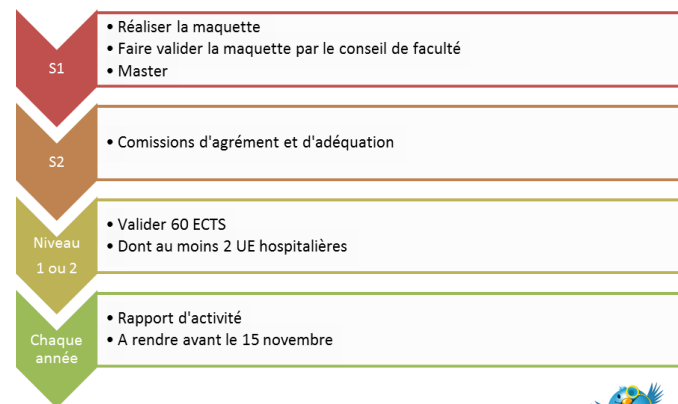 S1
• Réaliser la maquette
• Faire valider la maquette par le conseil de faculté
• Master
S2
• Comissions d'agrément et d'adéquation
Niveau
1 ou 2
• Valider 60 ECTS
• Dont au moins 2 UE hospitalières
Chaque
année
• Rapport d'activité
• A rendre avant le 15 novembre